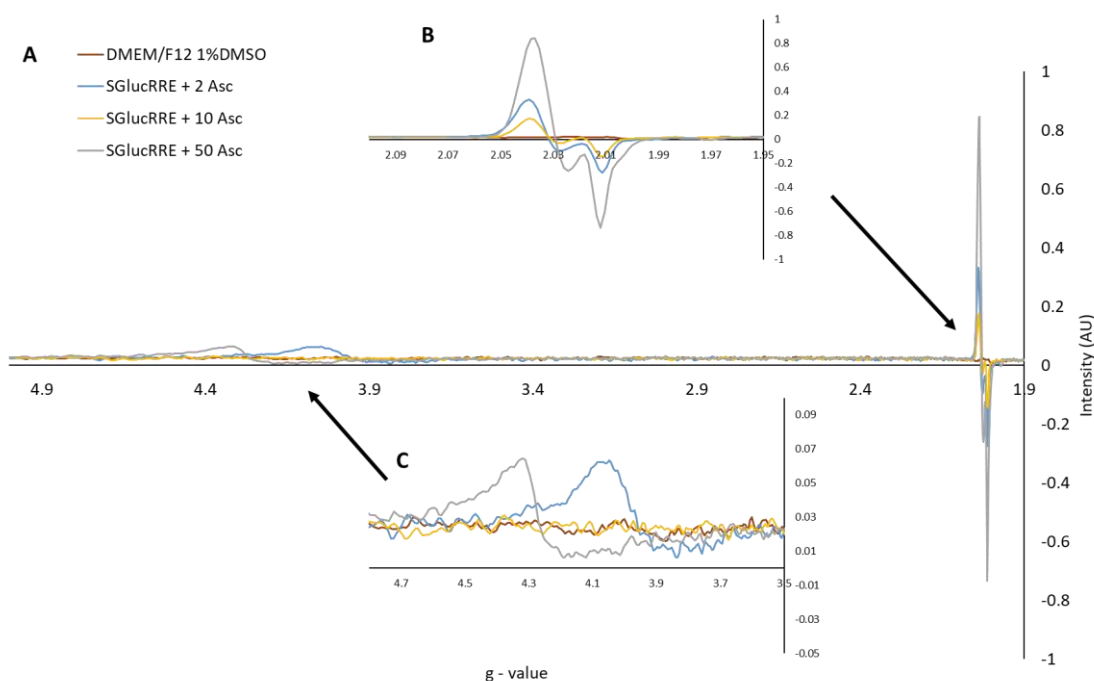 A
DMEM/F12 1%DMSO
SGlucRRE + 2 Asc
SGlucRRE + 10 Asc
SGlucRRE + 50 Asc
B
1
0.8
0.6
0.4
0.2
0
-0.2
-0.4
-0.6
-0.8
-1
2.09 2.07 2.05 2.03 2.01 1.99 1.97 1.95
1
0.8
0.6
0.4
0.2
0
-0.2
-0.4
-0.6
-0.8
-1
Intensity (AU)
4.9 4.4 3.9 3.4 2.9 2.4 1.9
C
0.09
0.07
0.05
0.03
0.01
-0.01
-0.03
-0.05
4.7 4.5 4.3 4.1 3.9 3.7 3.5
g - value